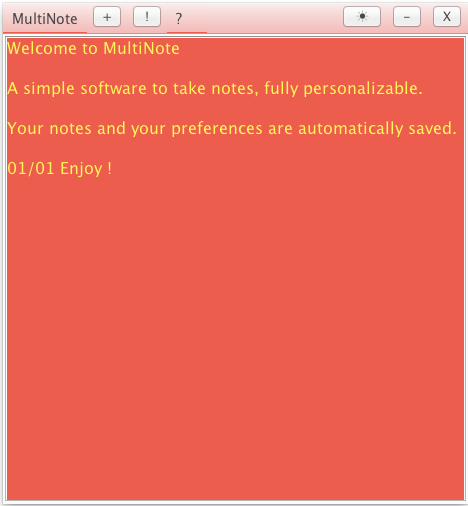 MultiNote + ! ? ☀ – X
Welcome to MultiNote
A simple software to take notes, fully personalizable.
Your notes and your preferences are automatically saved.
01/01 Enjoy !